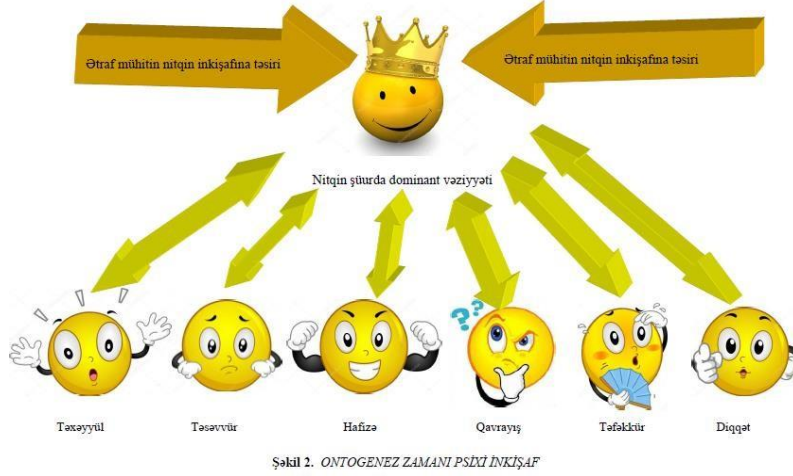 Ətraf mühitin nitqin inkişafına təsiri
Ətraf mühitin nitqin inkişafına təsiri
Nitqin şüurda dominant vəziyyəti
Təxəyyül
Təsəvvür
Hafizə
Qavrayış
Təfəkkür
Diqqət
Şəkil 2. ONTOGENEZ ZAMANI PSİXİ İNKİŞAF